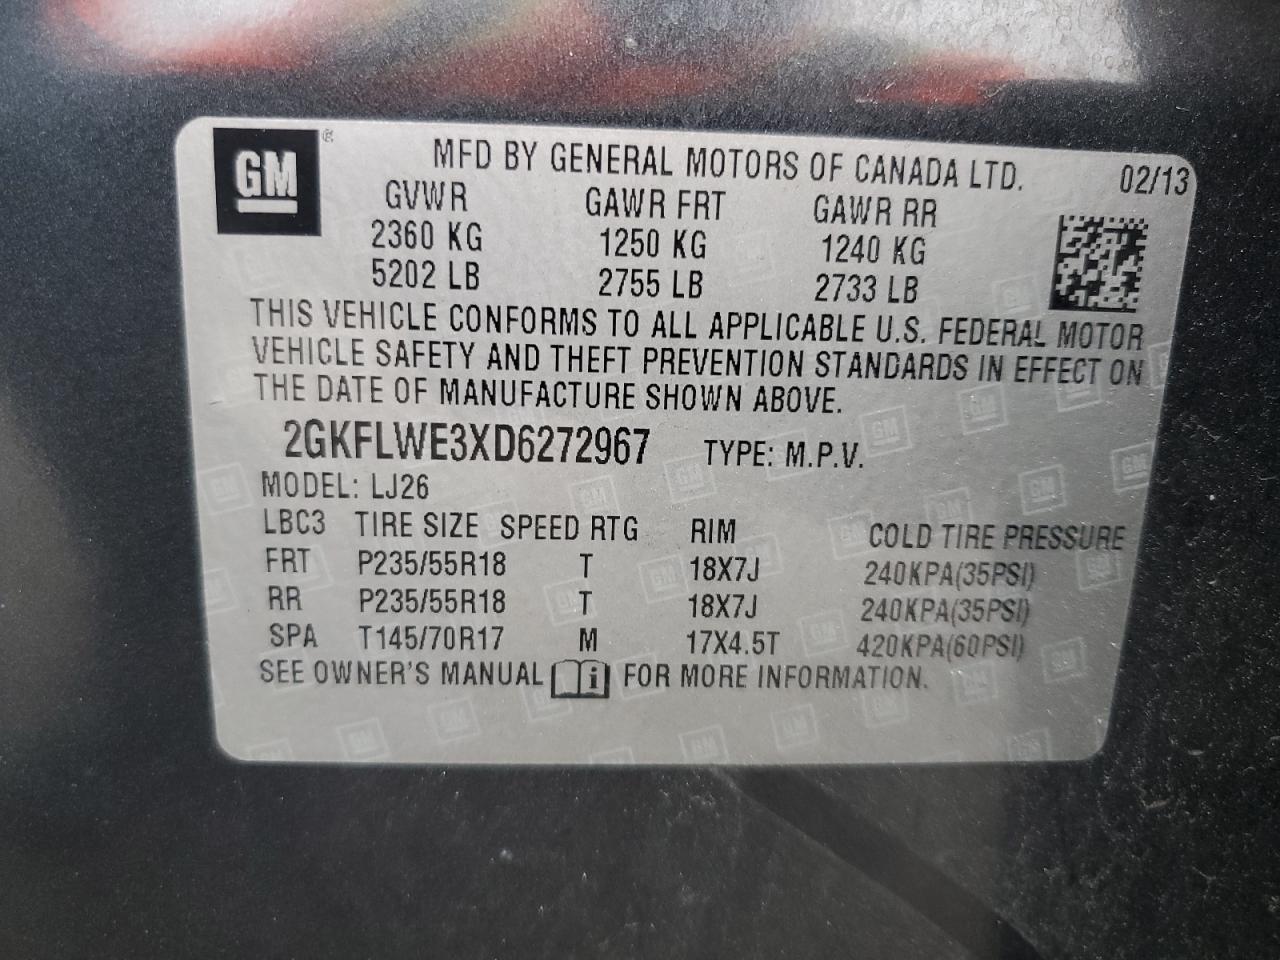 GM ® MFD BY GENERAL MOTORS OF CANADA LTD. 02/13
GVWR GAWR FRT GAWR RR
2360 KG 1250 KG 1240 KG
5202 LB 2755 LB 2733 LB
THIS VEHICLE CONFORMS TO ALL APPLICABLE U.S. FEDERAL MOTOR
VEHICLE SAFETY AND THEFT PREVENTION STANDARDS IN EFFECT ON
THE DATE OF MANUFACTURE SHOWN ABOVE.
2GKFLWE3XD6272967 TYPE: M.P.V.
MODEL: LJ26
LBC3 TIRE SIZE SPEED RTG RIM COLD TIRE PRESSURE
FRT P235/55R18 T 18X7J 240KPA(35PSI)
RR P235/55R18 T 18X7J 240KPA(35PSI)
SPA T145/70R17 M 17X4.5T 420KPA(60PSI)
SEE OWNER'S MANUAL i FOR MORE INFORMATION.